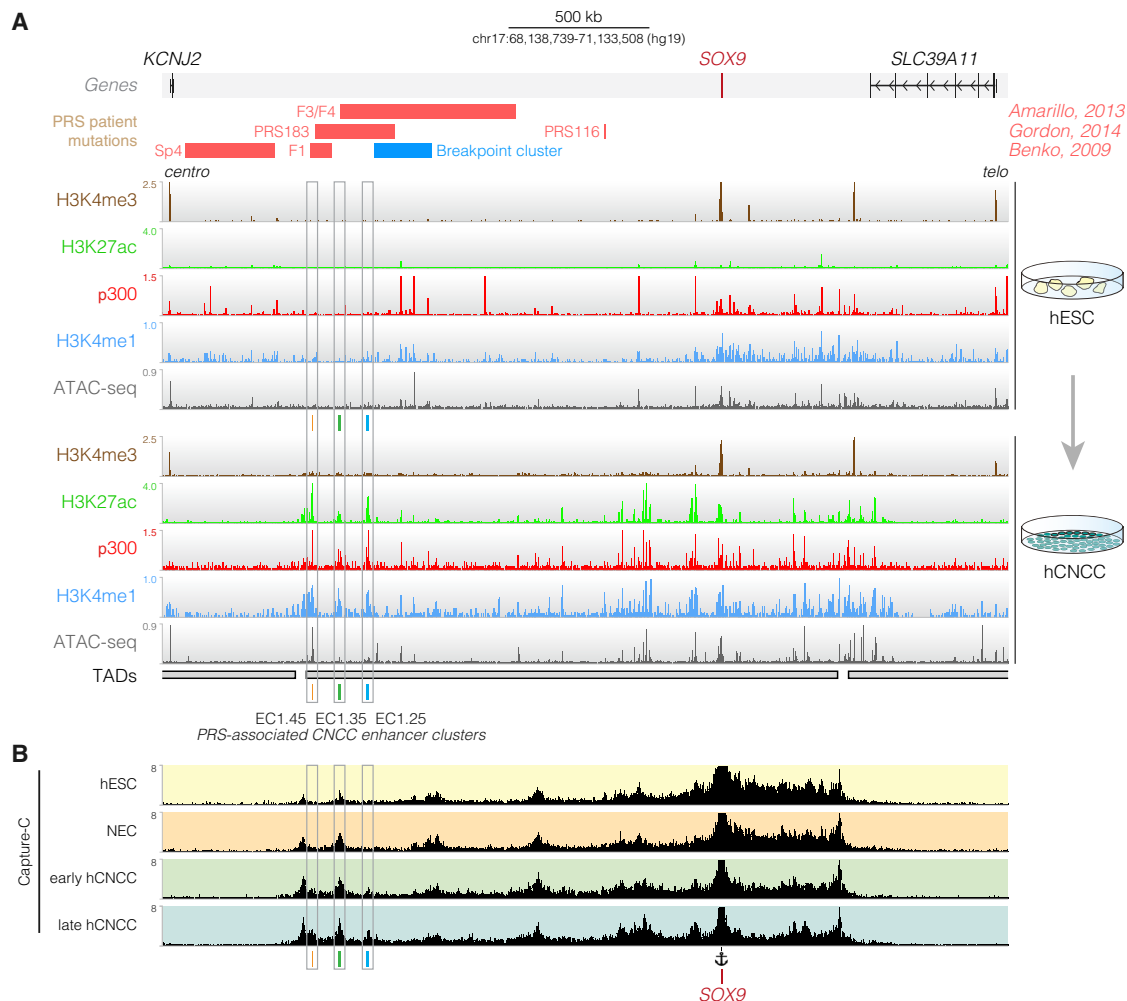 A
500 kb
chr17:68,138,739-71,133,508 (hg19)
KCNJ2 SOX9 SLC39A11
Genes
F3/F4 Amarillo, 2013
PRS patient
mutations
PRS183 PRS116 Gordon, 2014
Sp4 F1 Breakpoint cluster Benko, 2009
centro telo
2.5
H3K4me3
4.0
H3K27ac
1.5
p300
1.0
H3K4me1
0.9
ATAC-seq
hESC
2.5
H3K4me3
4.0
H3K27ac
1.5
p300
1.0
H3K4me1
0.9
ATAC-seq
hCNCC
TADs
EC1.45 EC1.35 EC1.25
PRS-associated CNCC enhancer clusters
B
Capture-C
8
hESC
8
NEC
8
early hCNCC
8
late hCNCC
SOX9